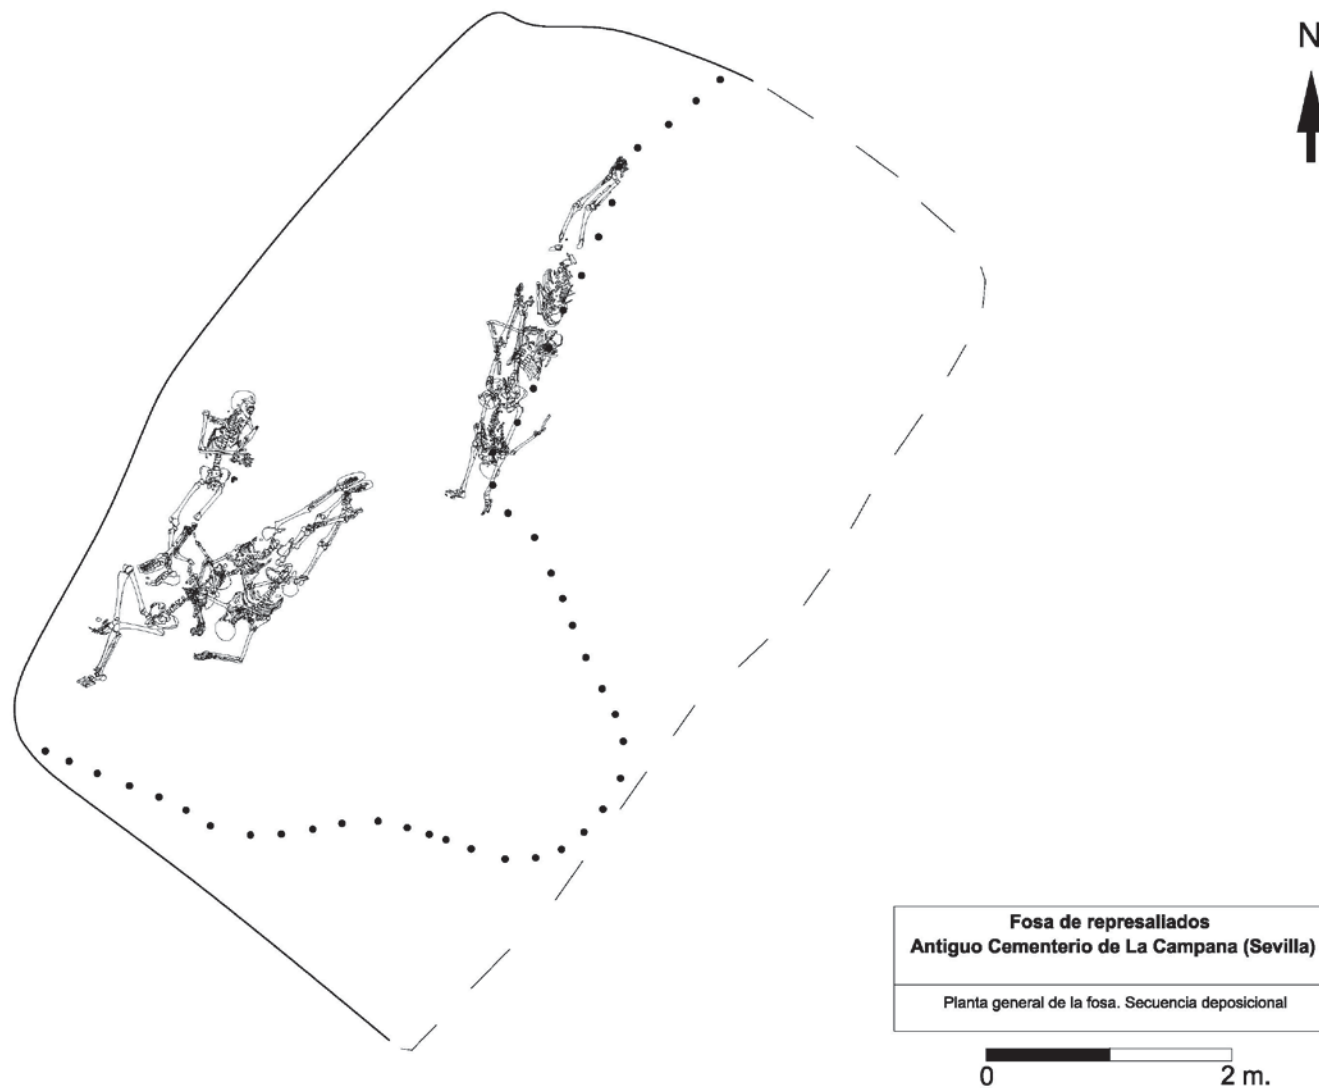 N
Fosa de represaliados
Antiguo Cementerio de La Campana (Sevilla)
Planta general de la fosa. Secuencia deposicional
0 2 m.